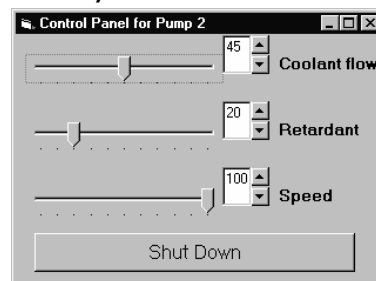 Control Panel for Pump 2
45
Coolant flow
20
Retardant
100
Speed
Shut Down